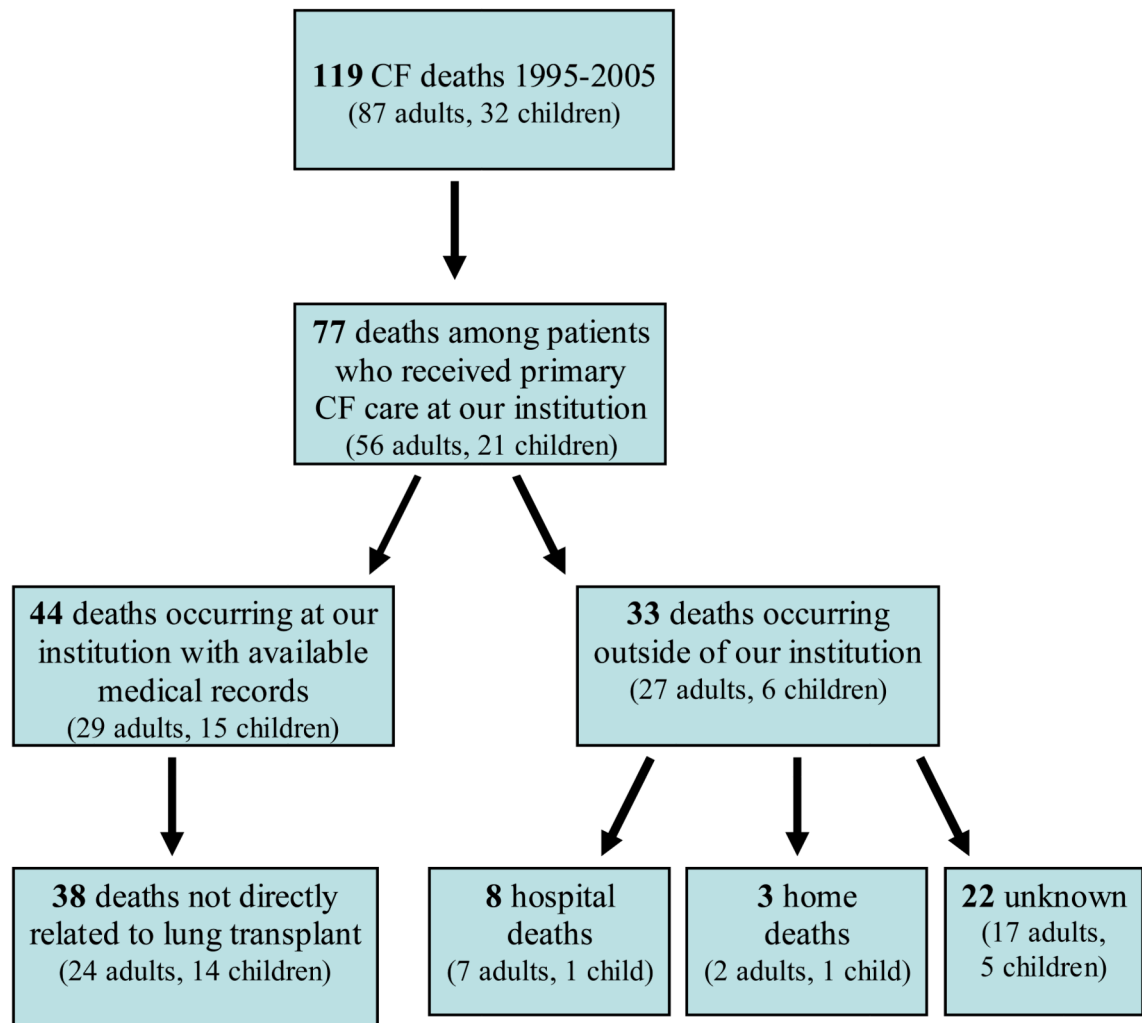 119 CF deaths 1995-2005
(87 adults, 32 children)
77 deaths among patients
who received primary
CF care at our institution
(56 adults, 21 children)
44 deaths occurring at our
institution with available
medical records
(29 adults, 15 children)
33 deaths occurring
outside of our institution
(27 adults, 6 children)
38 deaths not directly
related to lung transplant
(24 adults, 14 children)
8 hospital
deaths
(7 adults, 1 child)
3 home
deaths
(2 adults, 1 child)
22 unknown
(17 adults,
5 children)